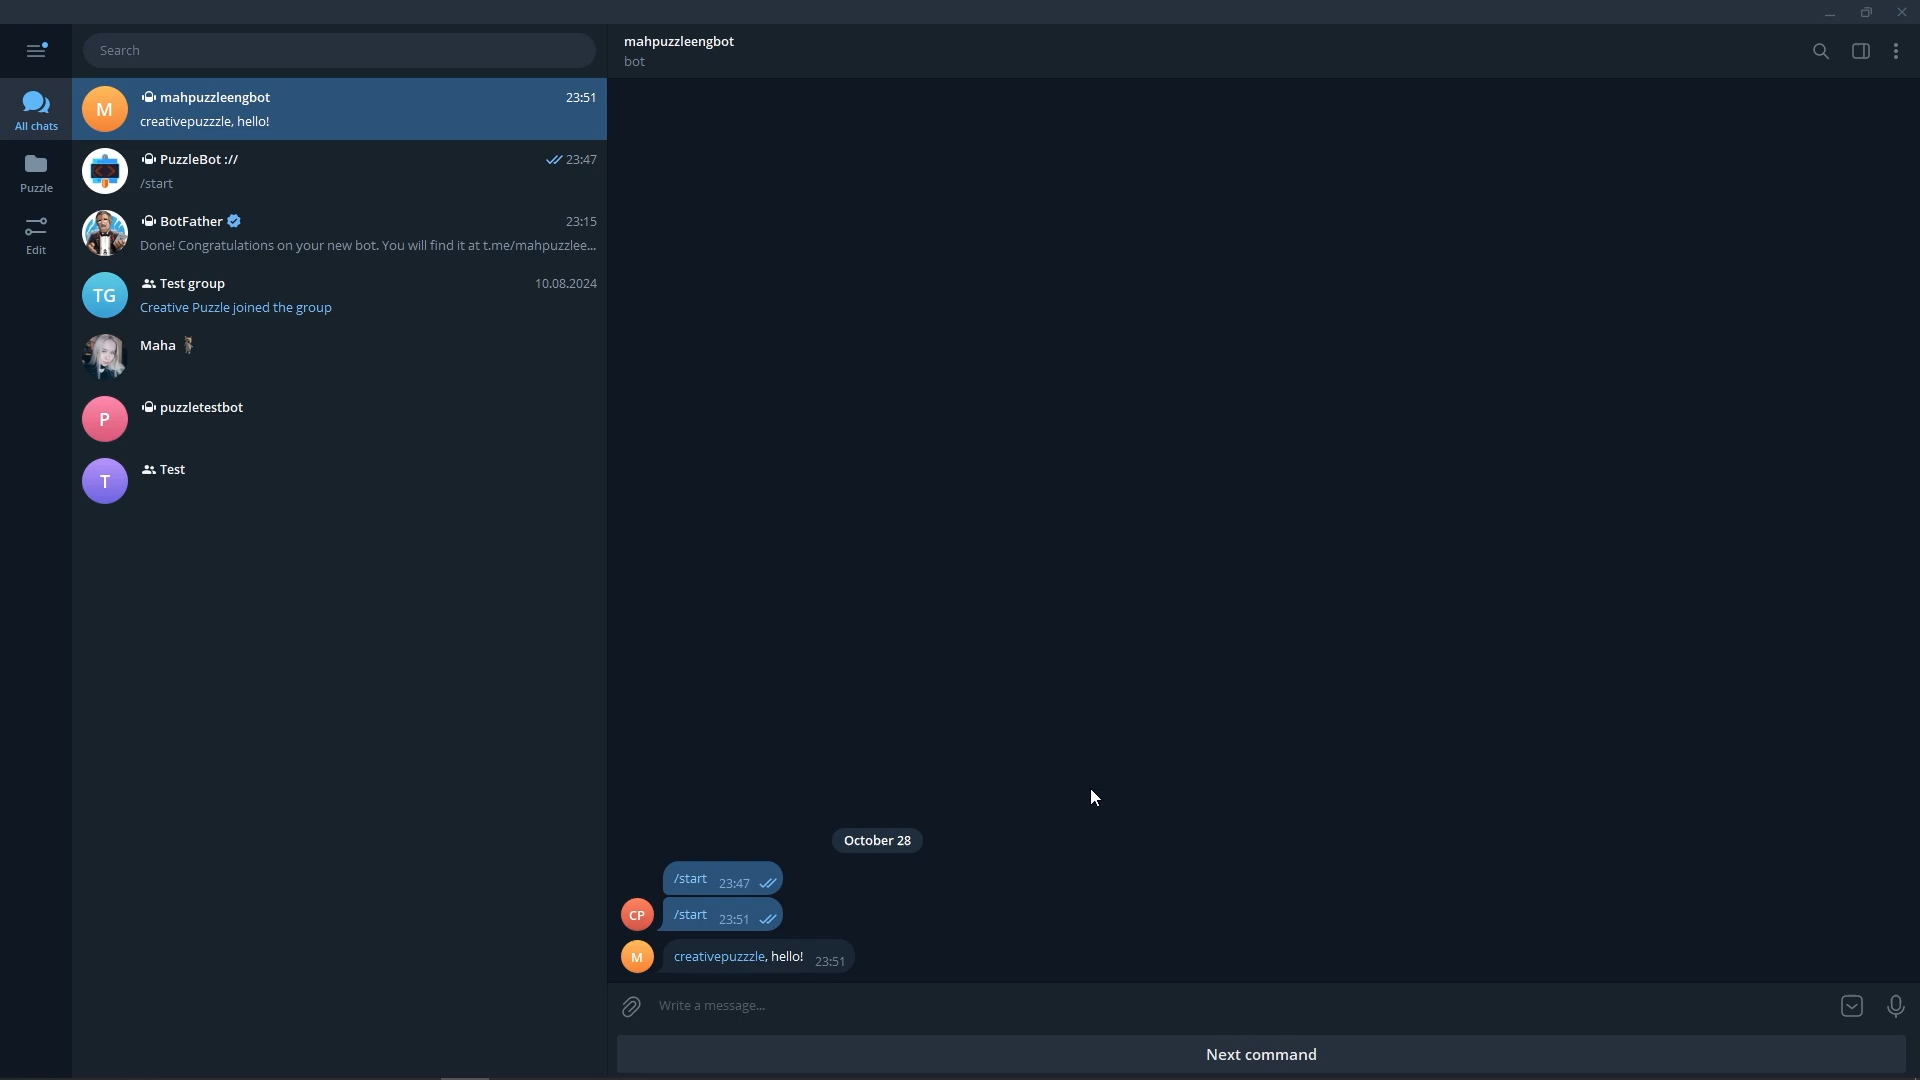 Search
mahpuzzleengbot
bot
All chats
Puzzle
Edit
M
mahpuzzleengbot 23:51
creativepuzzzle, hello!
PuzzleBot :// 23:47
/start
BotFather 23:15
Done! Congratulations on your new bot. You will find it at t.me/mahpuzzlee...
TG
Test group 10.08.2024
Creative Puzzle joined the group
Maha
P
puzzletestbot
T
Test
October 28
/start 23:47
CP
/start 23:51
M
creativepuzzzle, hello! 23:51
Write a message...
Next command